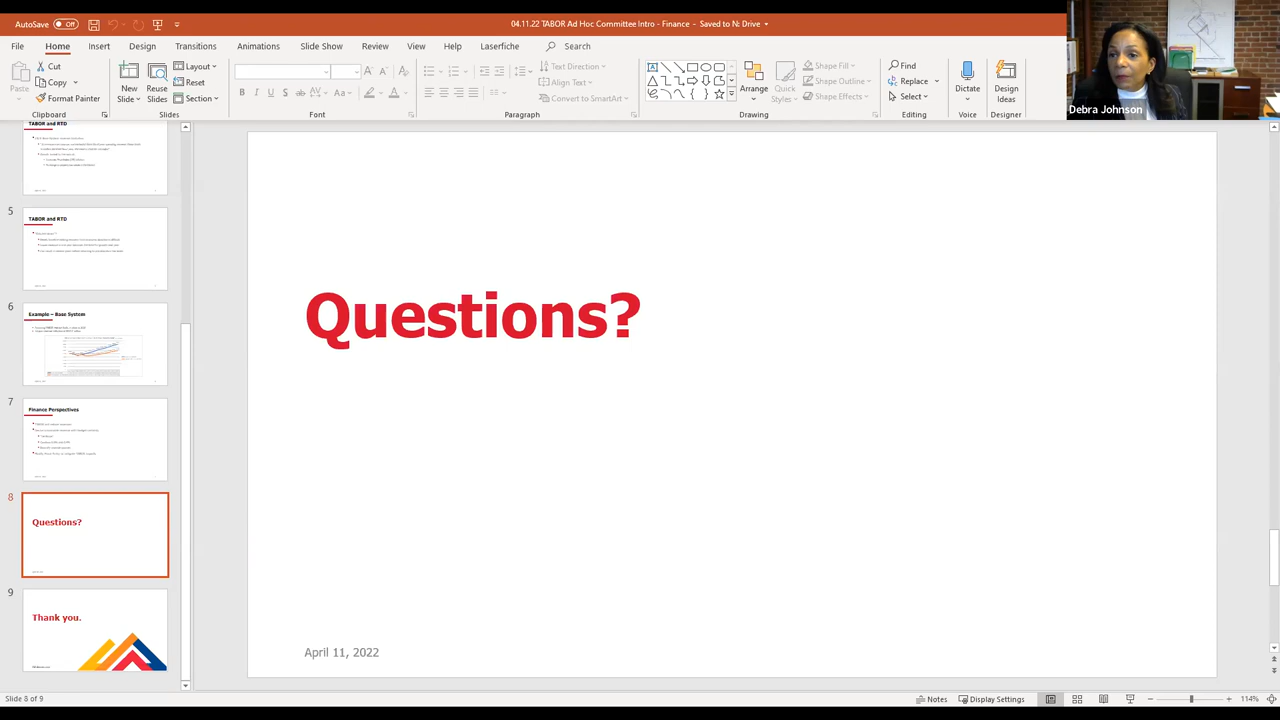 AutoSave Off
04.11.22 TABOR Ad Hoc Committee Intro - Finance - Saved to N: Drive
File Home Insert Design Transitions Animations Slide Show Review View Help Laserfiche Search
Paste
Cut
Copy
Format Painter
Clipboard
New Slide
Reuse Slides
Layout
Reset
Section
Slides
Font
Text Direction
Align Text
Convert to SmartArt
Paragraph
Arrange
Quick Styles
Shape Fill
Shape Outline
Shape Effects
Drawing
Find
Replace
Select
Editing
Dictate
Voice
Design Ideas
Designer
Debra Johnson
TABOR and RTD
5
TABOR and RTD
6
Example – Base System
7
Finance Perspectives
8
Questions?
9
Thank you.
Questions?
April 11, 2022
Slide 8 of 9
Notes
Display Settings
114%